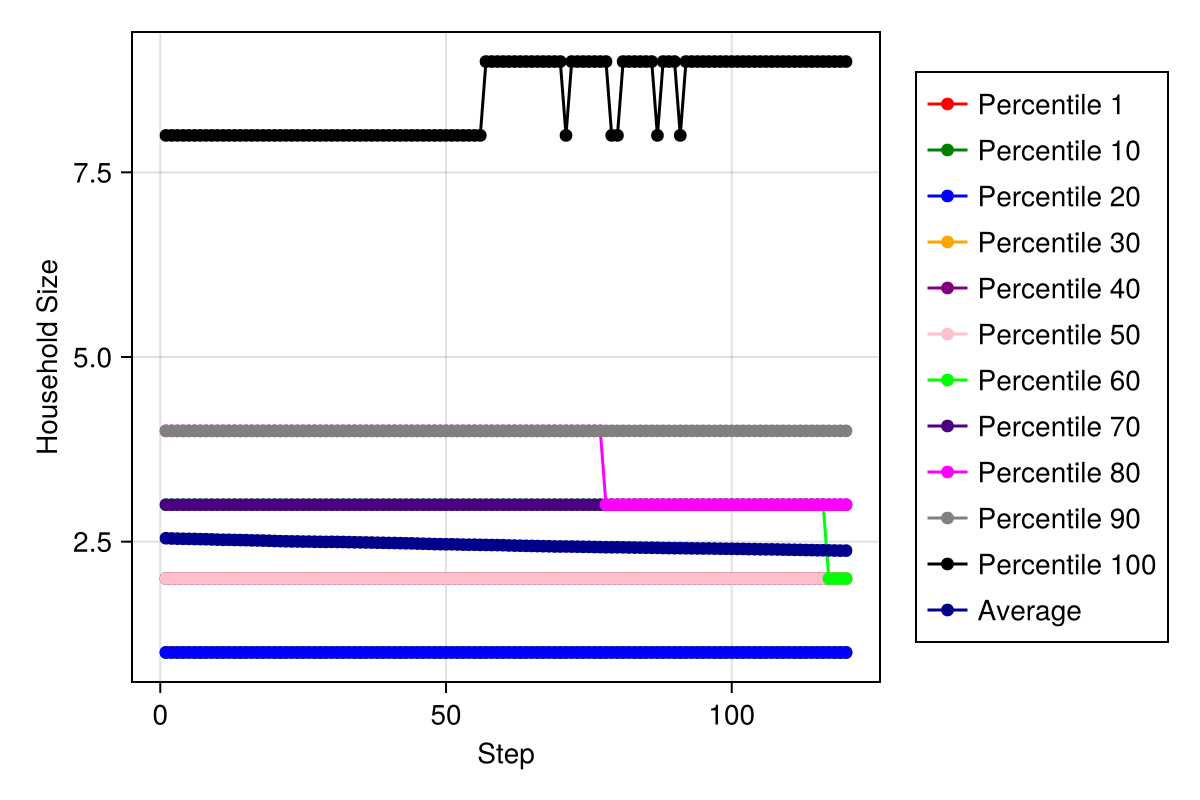 7.5
5.0
2.5
Household Size
0
50
100
Step
Percentile 1
Percentile 10
Percentile 20
Percentile 30
Percentile 40
Percentile 50
Percentile 60
Percentile 70
Percentile 80
Percentile 90
Percentile 100
Average